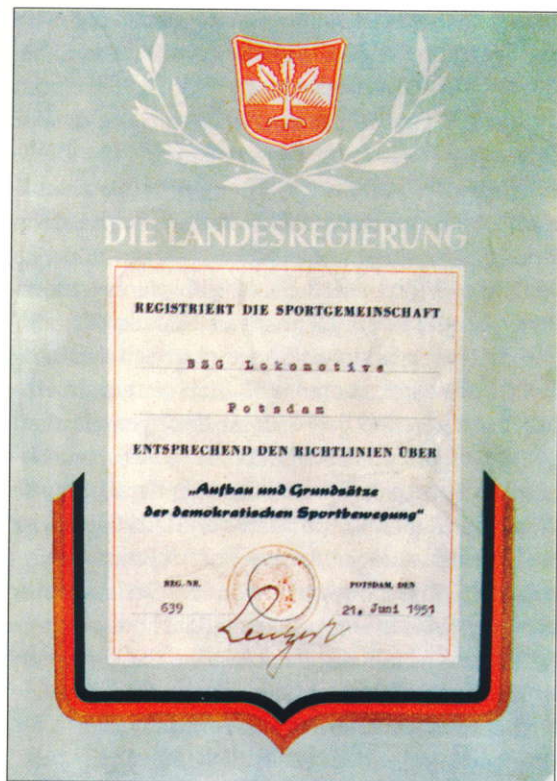 DIE LANDESREGIERUNG
REGISTRIERT DIE SPORTGEMEINSCHAFT
BSG Lokomotive
Potsdam
ENTSPRECHEND DEN RICHTLINIEN ÜBER
„Aufbau und Grundsätze
der demokratischen Sportbewegung“
REG.-NR. POTSDAM, DEN
639 21. Juni 1951